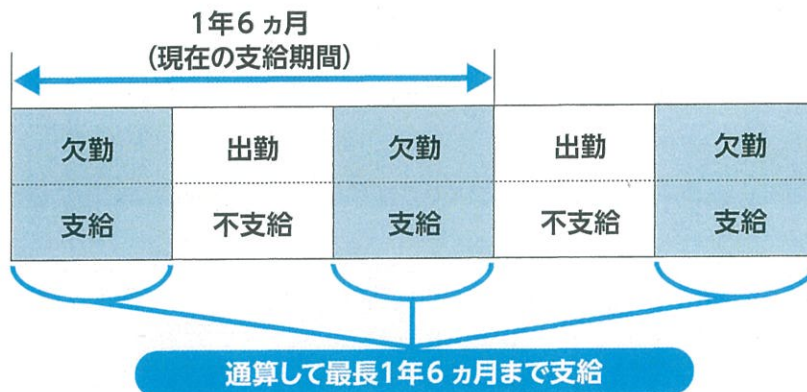 1年6ヵ月
(現在の支給期間)
欠勤 出勤 欠勤 出勤 欠勤
支給 不支給 支給 不支給 支給
通算して最長1年6ヵ月まで支給